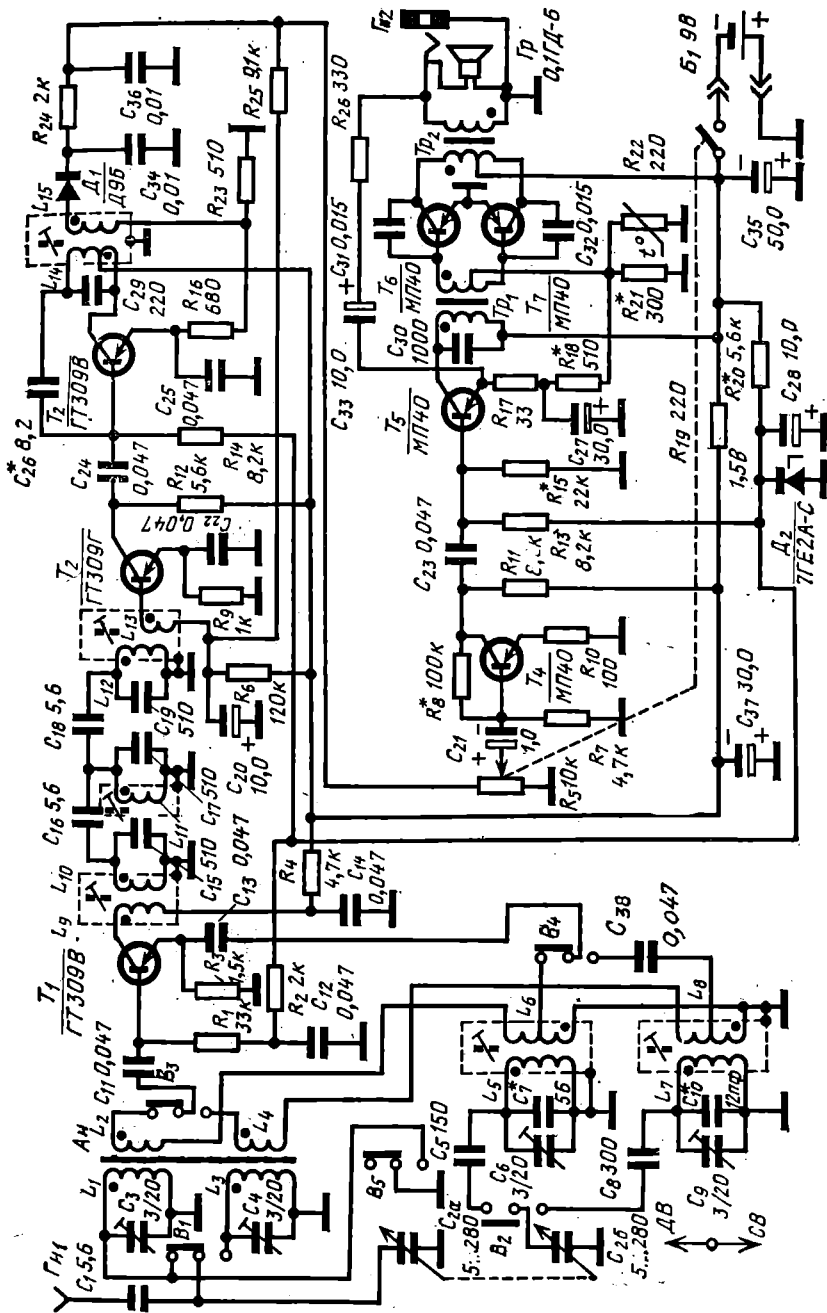 Гн1
C1 5,6
L1
Ан
L2
C3
3/20
B1
L3
C4
3/20
L4
C11 0,047
B3
T1
ГТ309В
R1
33к
R3
1,5к
R2 2к
C12
0,047
L9
L10
C13 0,047
C15 510
R4
4,7к
C14
0,047
C16 5,6
L11
C17 510
C18 5,6
L12
C19
510
L13
C20
10,0
+
R6
120к
T2
ГТ309Г
R9
1к
C22 0,047
R12
5,6к
C24
0,047
R14
8,2к
C26* 8,2
T2
ГТ309В
C25
0,047
R16
680
C29
220
L14
L15
Д1
Д9Б
C34
0,01
R23 510
R24 2к
C36
0,01
R25 9,1к
B5
C2а
5...280
B2
C2б
5...280
C5 150
C6
3/20
L5
C7*
56
L6
C8 300
C9
3/20
L7
C10*
12пф
L8
B4
C38
0,047
ДВ
СВ
R5 10к
C21
+
-
1,0
R8* 100к
R7
4,7к
T4
МП40
R10
100
C23 0,047
R11
R13
8,2к
R15*
22к
T5
МП40
R17
33
C27
30,0
+
R18*
510
C33 10,0
+
C30
1000
Тр1
T6
МП40
T7
МП40
C31 0,015
C32 0,015
R21*
300
t°
R22
220
Тр2
R26 330
Гн2
Гр
0,1ГД-6
C37 30,0
-
+
R19 220
1,5В
Д2
7ГЕ2А-С
R20* 5,6к
C28 10,0
+
C35
50,0
-
+
Б1 9В
-
+